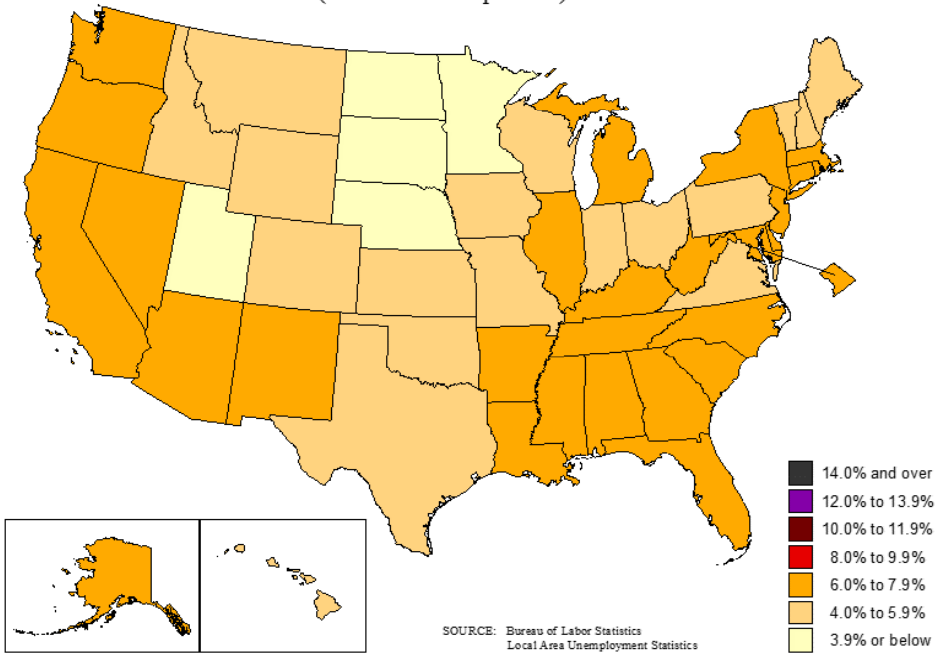 14.0% and over
12.0% to 13.9%
10.0% to 11.9%
8.0% to 9.9%
6.0% to 7.9%
4.0% to 5.9%
3.9% or below
SOURCE: Bureau of Labor Statistics
Local Area Unemployment Statistics